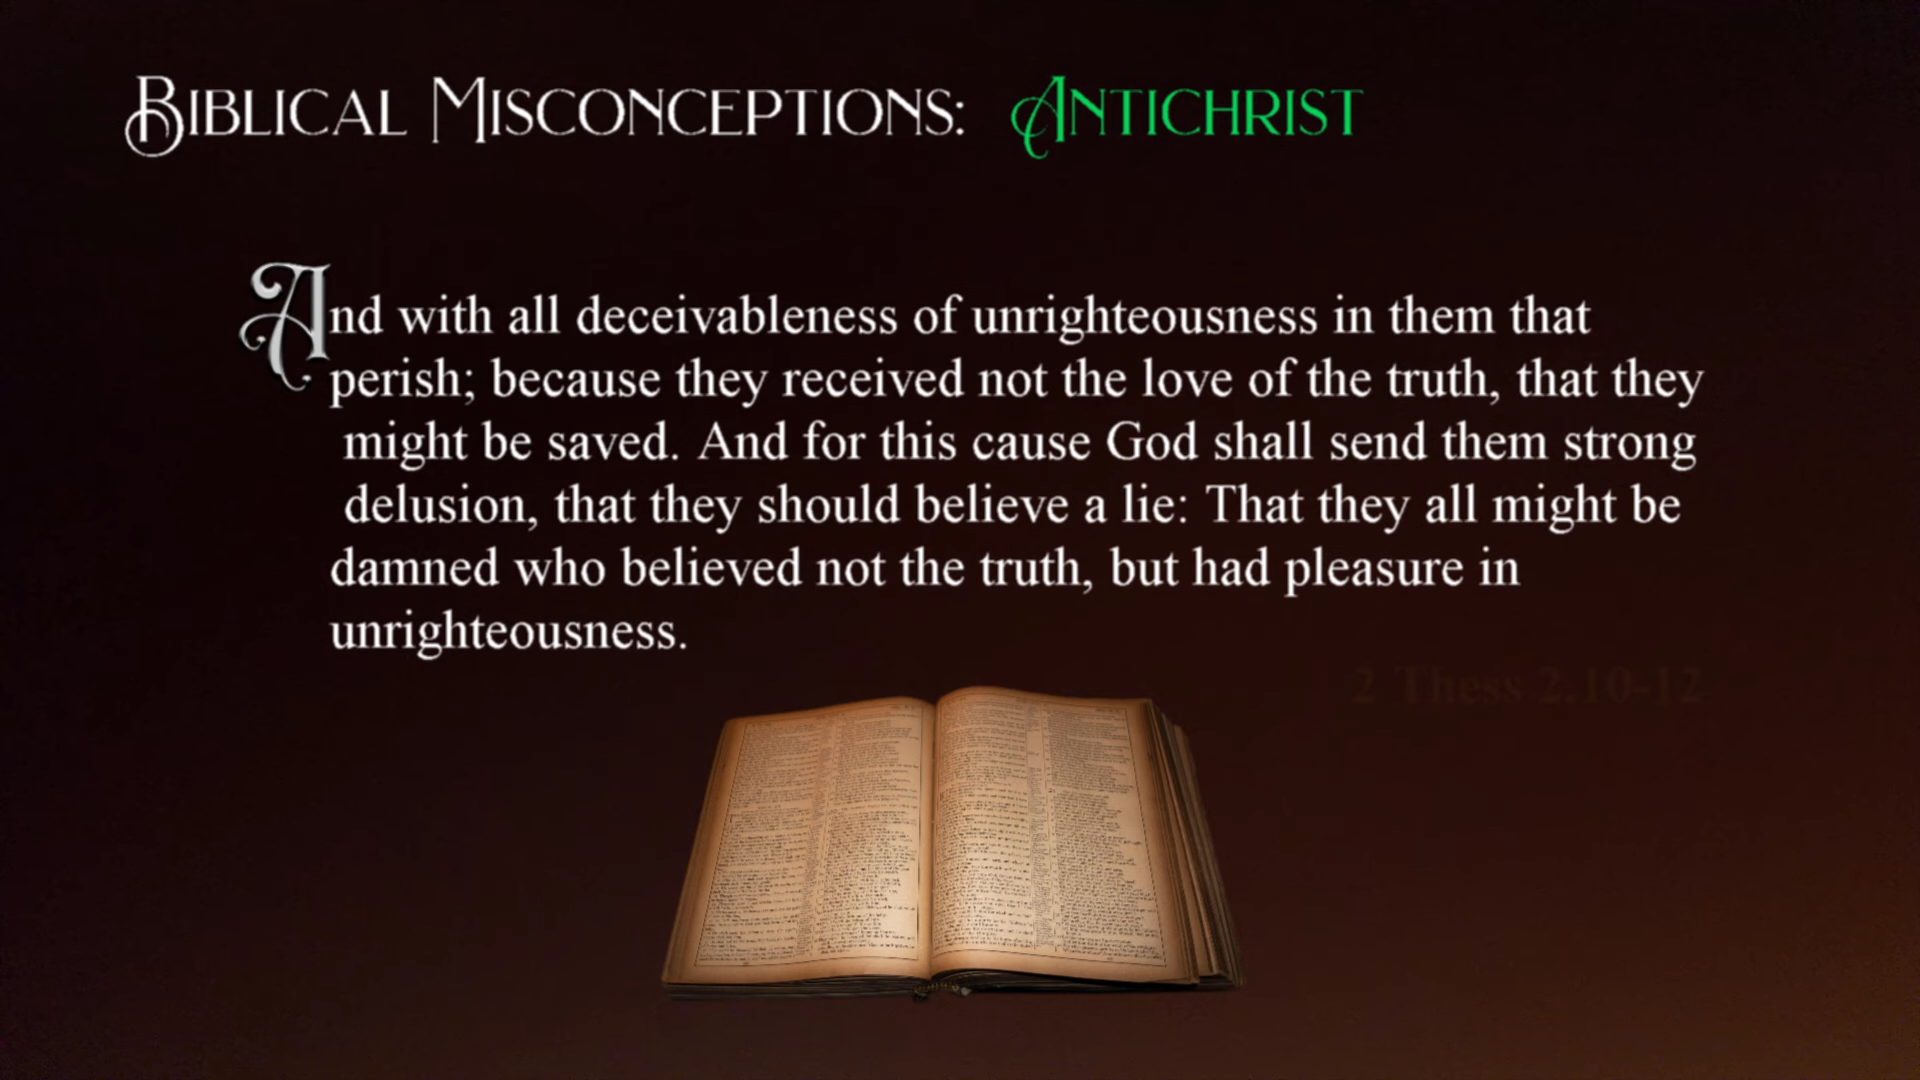 Biblical Misconceptions: Antichrist
And with all deceivableness of unrighteousness in them that
perish; because they received not the love of the truth, that they
might be saved. And for this cause God shall send them strong
delusion, that they should believe a lie: That they all might be
damned who believed not the truth, but had pleasure in
unrighteousness.
2 Thess 2.10-12